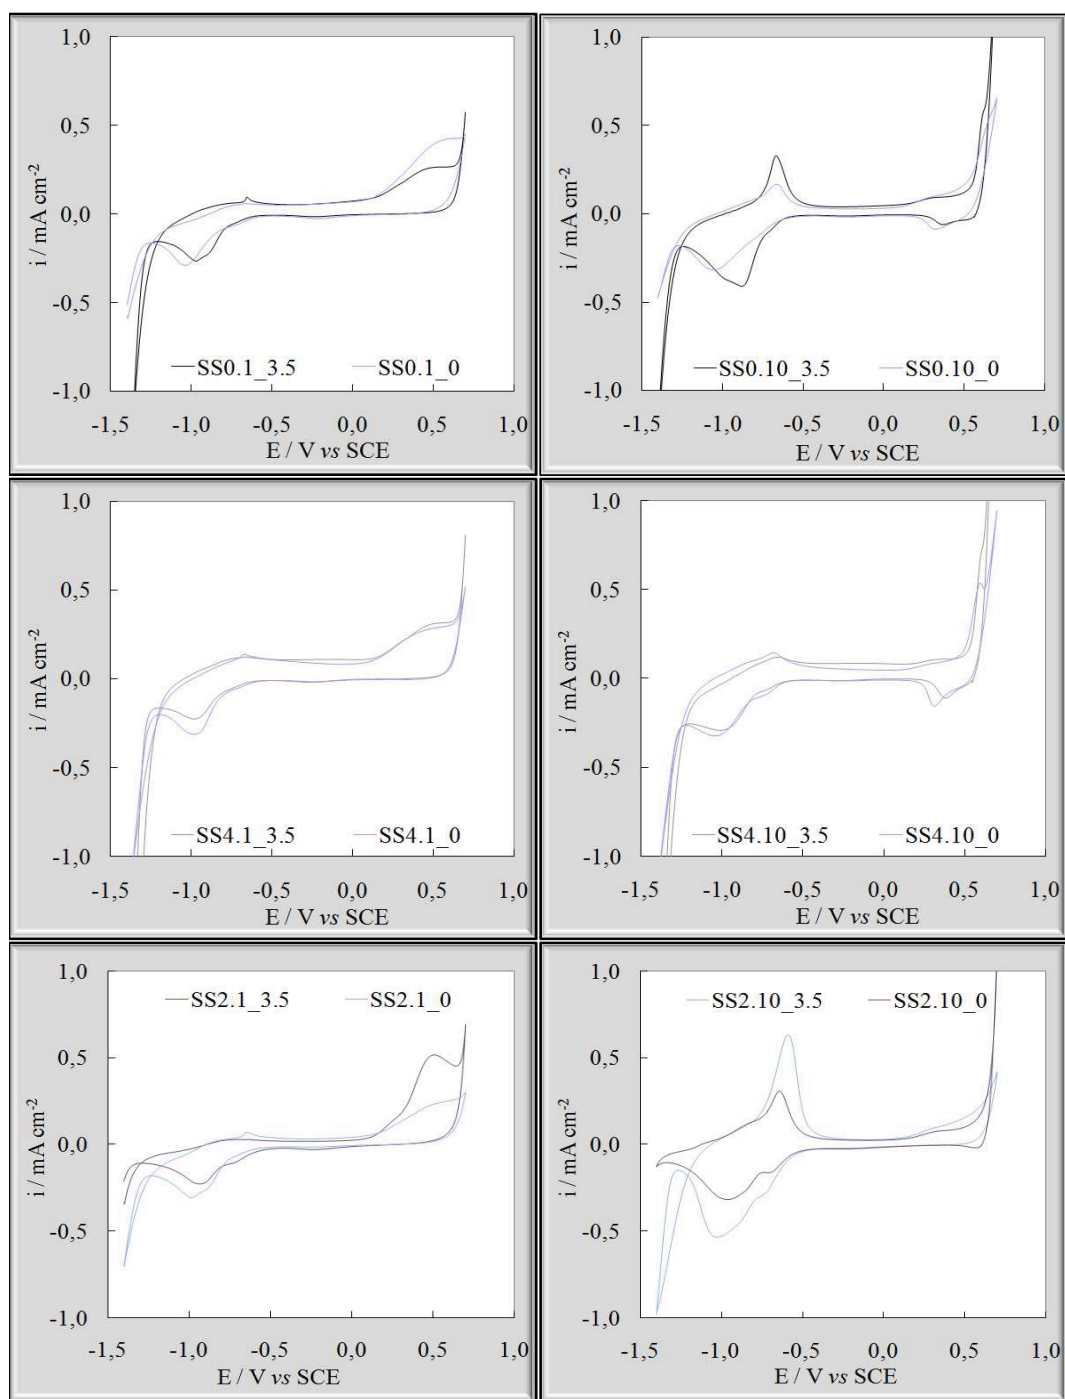 1,0
0,5
0,0
-0,5
-1,0
i / mA cm-2
SS0.1_3.5 SS0.1_0
-1,5 -1,0 -0,5 0,0 0,5 1,0
E / V vs SCE
1,0
0,5
0,0
-0,5
-1,0
i / mA cm-2
SS0.10_3.5 SS0.10_0
-1,5 -1,0 -0,5 0,0 0,5 1,0
E / V vs SCE
1,0
0,5
0,0
-0,5
-1,0
i / mA cm-2
SS4.1_3.5 SS4.1_0
-1,5 -1,0 -0,5 0,0 0,5 1,0
E / V vs SCE
1,0
0,5
0,0
-0,5
-1,0
i / mA cm-2
SS4.10_3.5 SS4.10_0
-1,5 -1,0 -0,5 0,0 0,5 1,0
E / V vs SCE
1,0
0,5
0,0
-0,5
-1,0
i / mA cm-2
SS2.1_3.5 SS2.1_0
-1,5 -1,0 -0,5 0,0 0,5 1,0
E / V vs SCE
1,0
0,5
0,0
-0,5
-1,0
i / mA cm-2
SS2.10_3.5 SS2.10_0
-1,5 -1,0 -0,5 0,0 0,5 1,0
E / V vs SCE